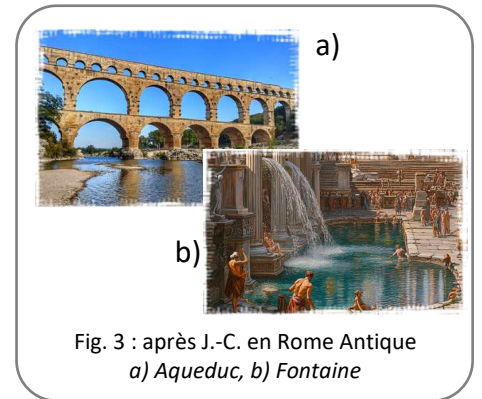 a)
b)
Fig. 3 : après J.-C. en Rome Antique
a) Aqueduc, b) Fontaine